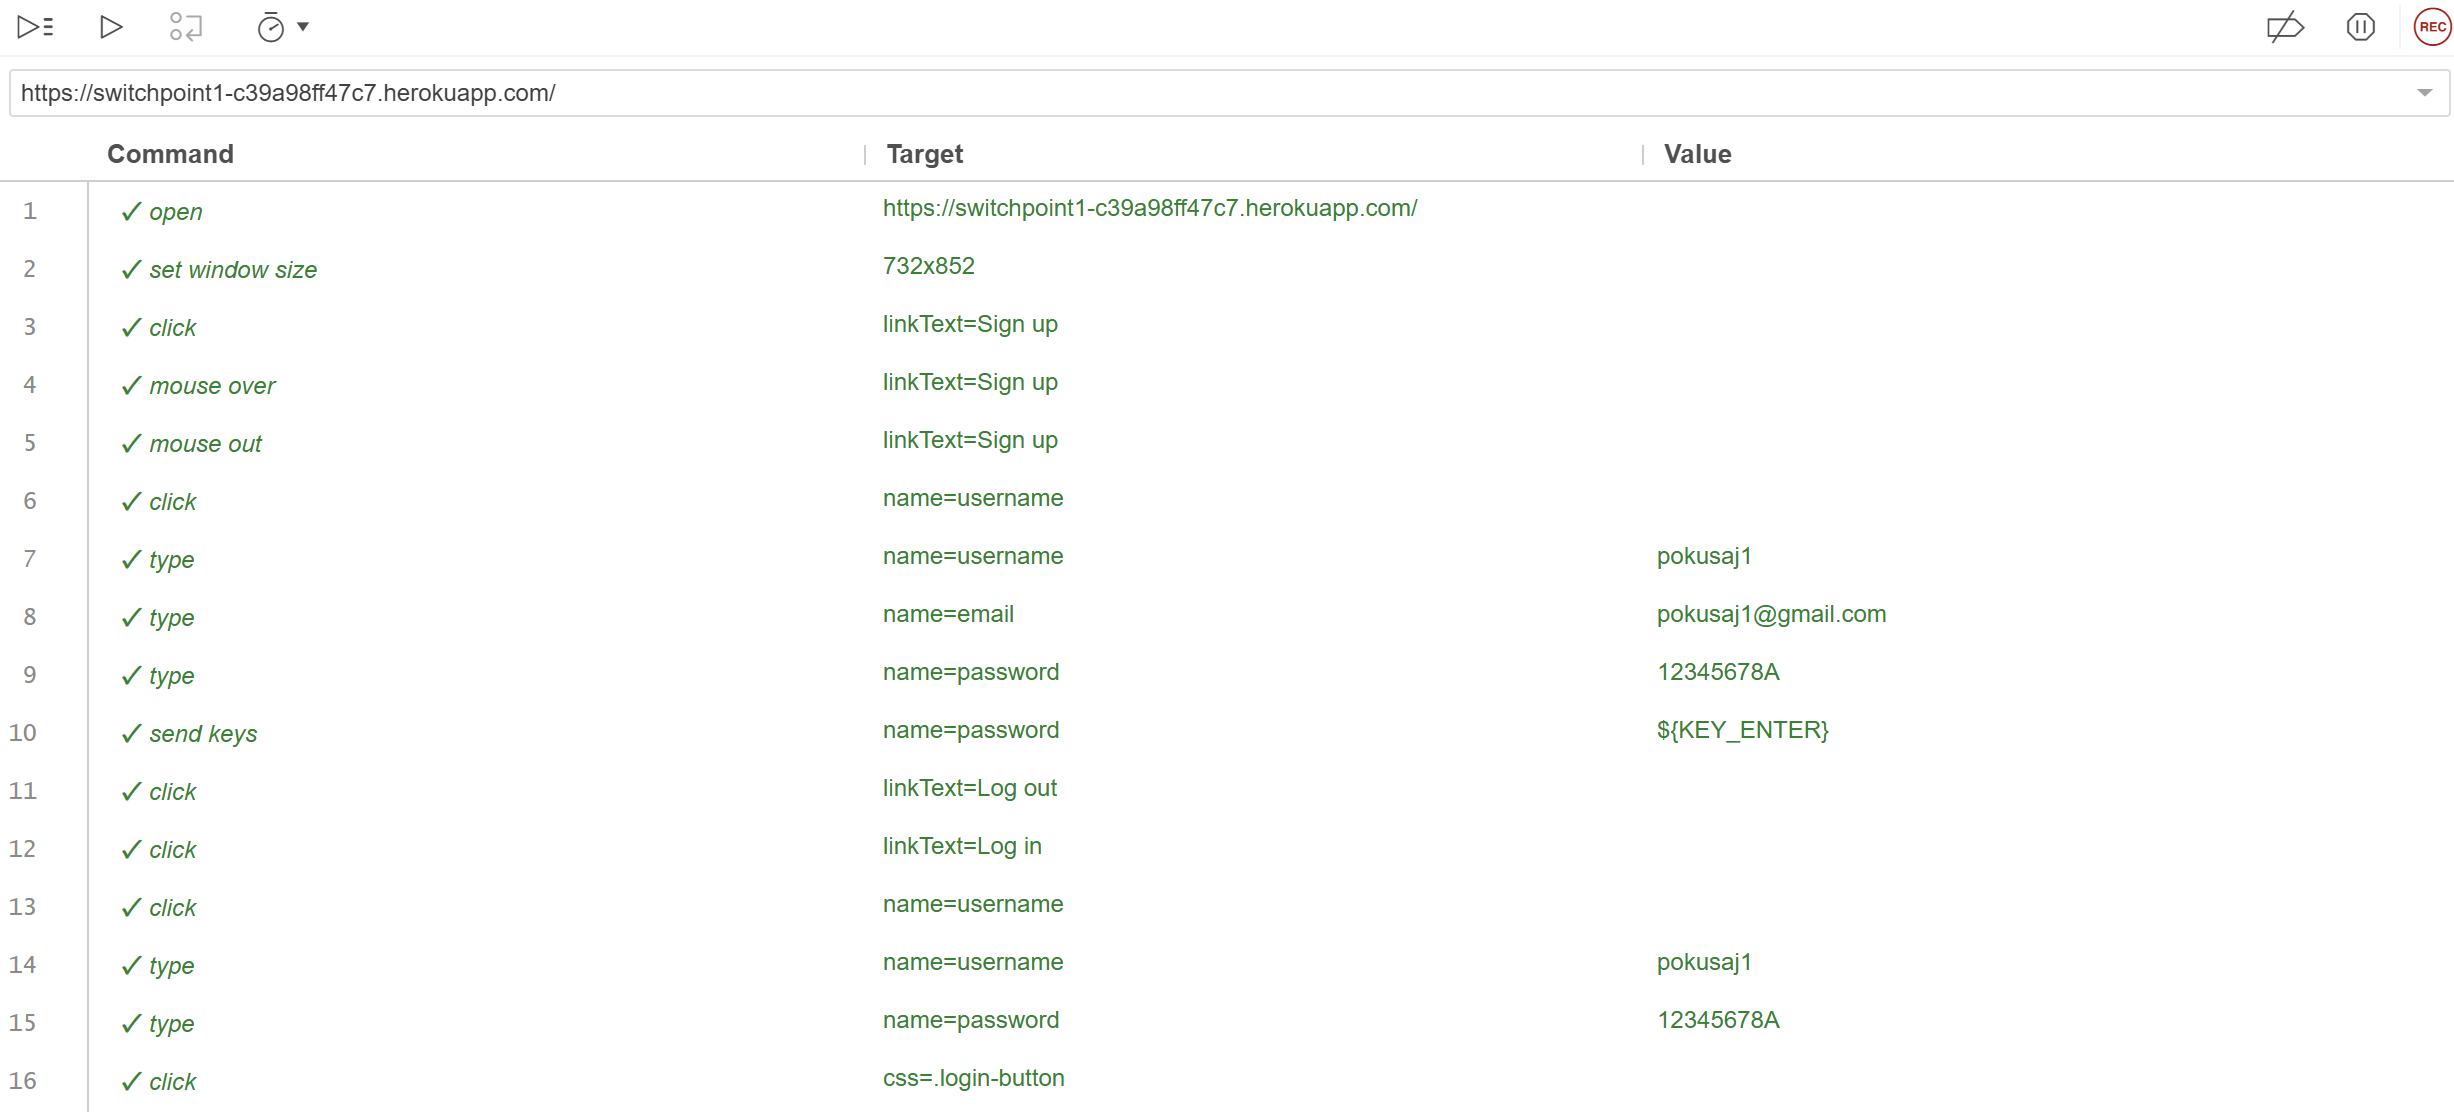 REC
https://switchpoint1-c39a98ff47c7.herokuapp.com/
Command Target Value
1 ✓ open https://switchpoint1-c39a98ff47c7.herokuapp.com/
2 ✓ set window size 732x852
3 ✓ click linkText=Sign up
4 ✓ mouse over linkText=Sign up
5 ✓ mouse out linkText=Sign up
6 ✓ click name=username
7 ✓ type name=username pokusaj1
8 ✓ type name=email pokusaj1@gmail.com
9 ✓ type name=password 12345678A
10 ✓ send keys name=password ${KEY_ENTER}
11 ✓ click linkText=Log out
12 ✓ click linkText=Log in
13 ✓ click name=username
14 ✓ type name=username pokusaj1
15 ✓ type name=password 12345678A
16 ✓ click css=.login-button